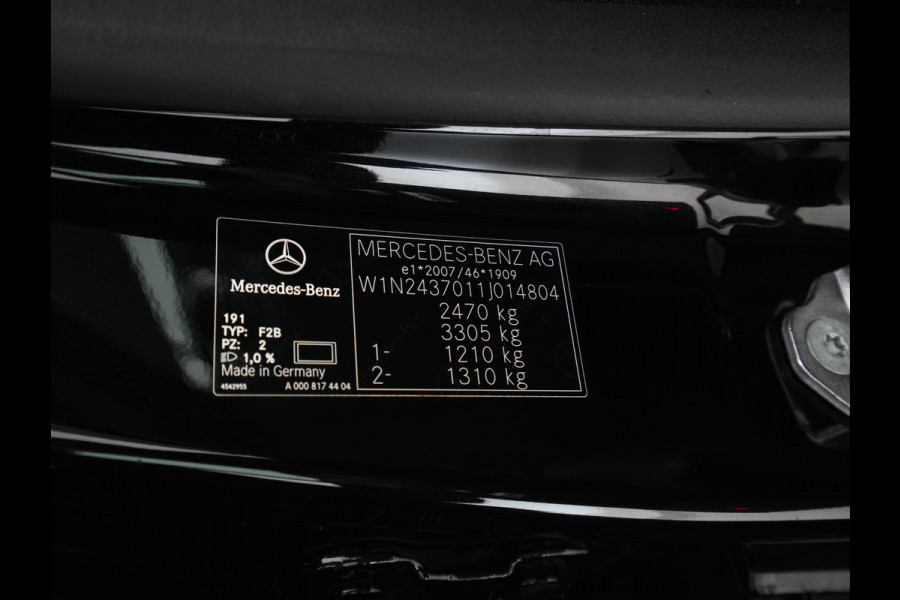 Mercedes-Benz
191
TYP: F2B
PZ: 2
1,0 %
Made in Germany
4542955
A 000 817 44 04
MERCEDES-BENZ AG
e1*2007/46*1909
W1N2437011J014804
2470 kg
3305 kg
1- 1210 kg
2- 1310 kg